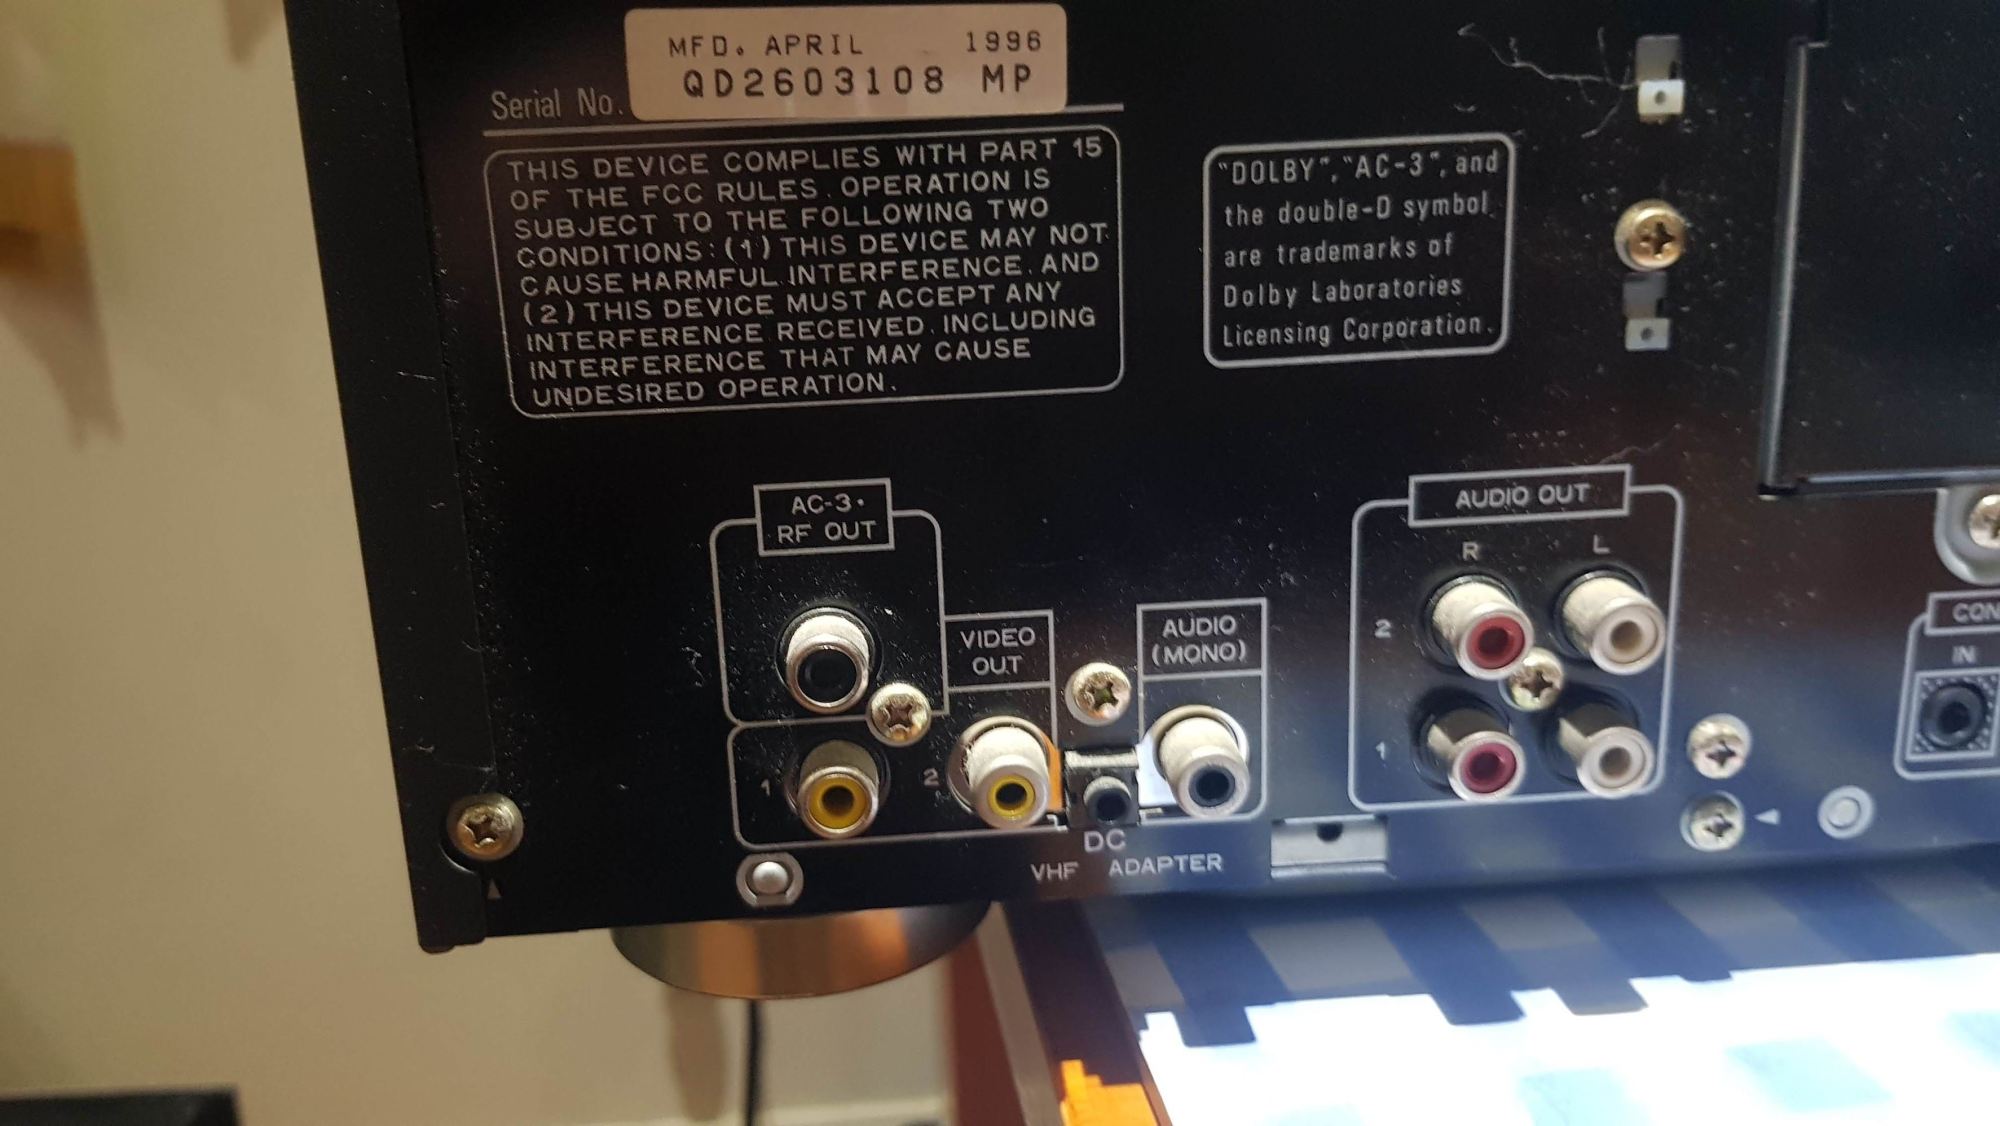 MFD. APRIL 1996
QD2603108 MP
Serial No.
THIS DEVICE COMPLIES WITH PART 15
OF THE FCC RULES. OPERATION IS
SUBJECT TO THE FOLLOWING TWO
CONDITIONS: (1) THIS DEVICE MAY NOT
CAUSE HARMFUL INTERFERENCE, AND
(2) THIS DEVICE MUST ACCEPT ANY
INTERFERENCE RECEIVED, INCLUDING
INTERFERENCE THAT MAY CAUSE
UNDESIRED OPERATION.
"DOLBY", "AC-3", and
the double-D symbol
are trademarks of
Dolby Laboratories
Licensing Corporation.
AC-3•
RF OUT
VIDEO
OUT
1
2
AUDIO
(MONO)
DC
VHF ADAPTER
AUDIO OUT
R L
2
1
CON
IN